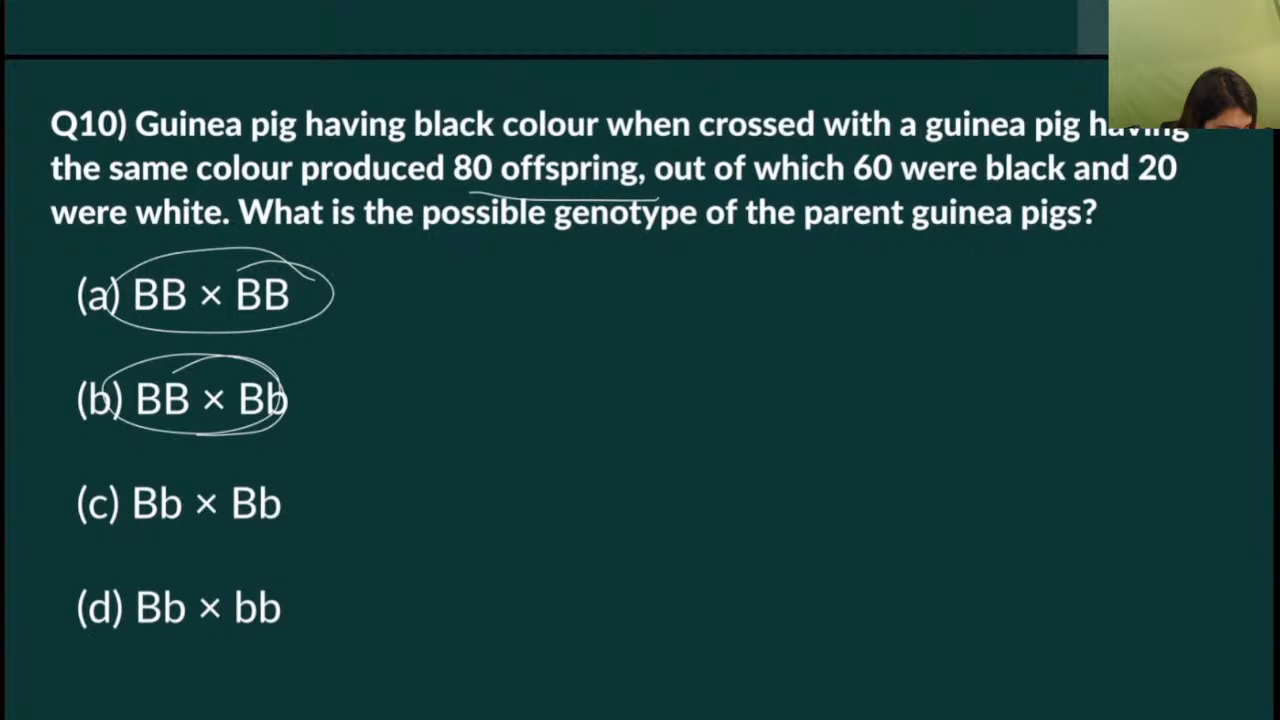 Q10) Guinea pig having black colour when crossed with a guinea pig having
the same colour produced 80 offspring, out of which 60 were black and 20
were white. What is the possible genotype of the parent guinea pigs?
(a) BB × BB
(b) BB × Bb
(c) Bb × Bb
(d) Bb × bb